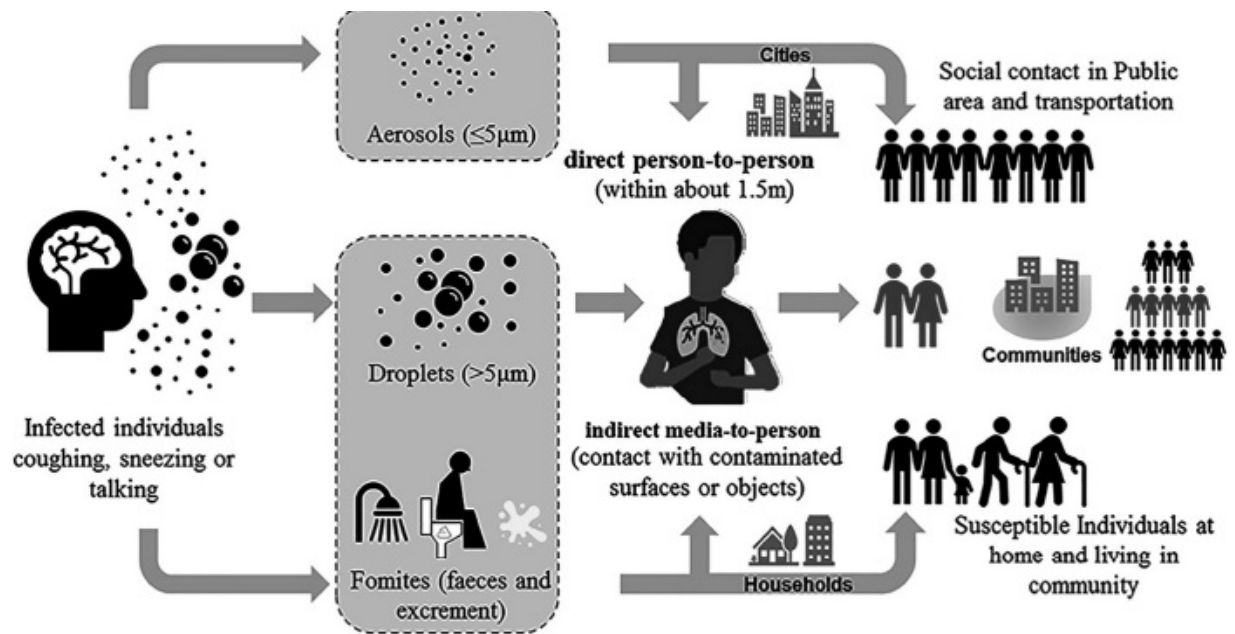 Aerosols (≤5μm)
Cities
Social contact in Public
area and transportation
direct person-to-person
(within about 1.5m)
Droplets (>5μm)
Communities
Infected individuals
coughing, sneezing or
talking
indirect media-to-person
(contact with contaminated
surfaces or objects)
Fomites (faeces and
excrement)
Households
Susceptible Individuals at
home and living in
community